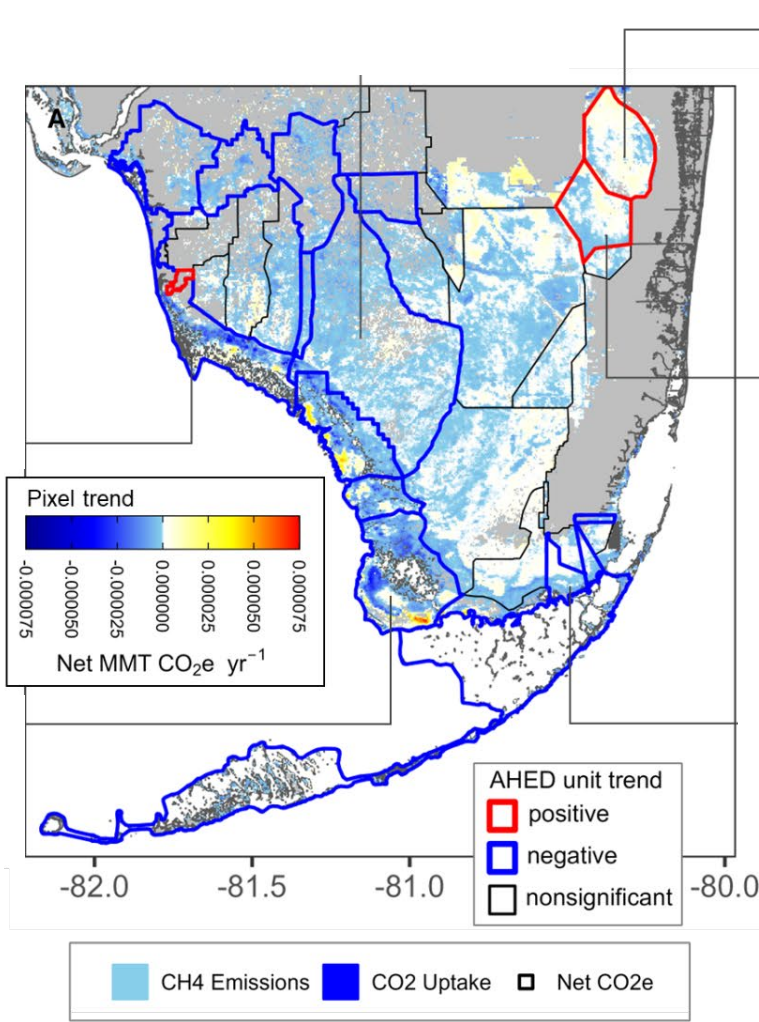 A
Pixel trend
-0.000075
-0.000050
-0.000025
-0.000000
0.000025
0.000050
0.000075
Net MMT CO₂e yr⁻¹
AHED unit trend
positive
negative
nonsignificant
-82.0
-81.5
-81.0
-80.0
CH4 Emissions
CO2 Uptake
Net CO2e